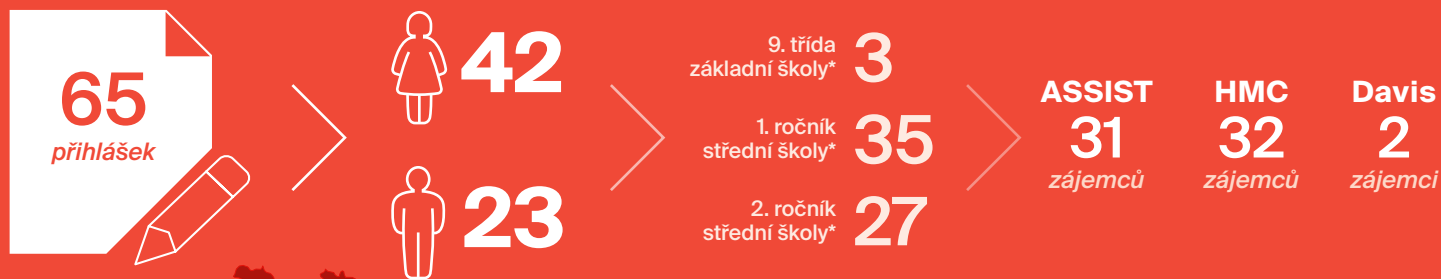 65
přihlášek
42
23
9. třída
základní školy*
3
1. ročník
střední školy*
35
2. ročník
střední školy*
27
ASSIST
31
zájemců
HMC
32
zájemců
Davis
2
zájemci